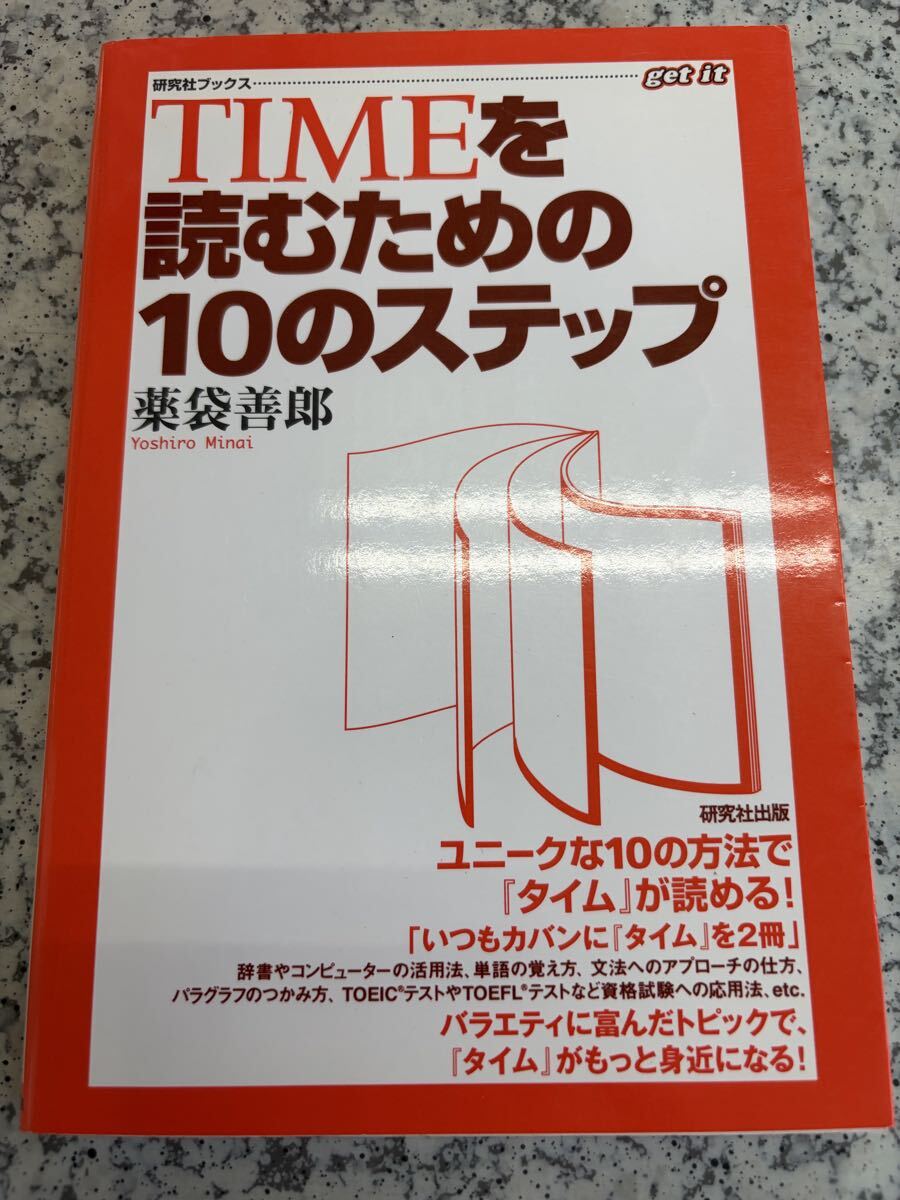 研究社ブックス
get it
TIMEを
読むための
10のステップ
薬袋善郎
Yoshiro Minai
研究社出版
ユニークな10の方法で
『タイム』が読める!
「いつもカバンに『タイム』を2冊」
辞書やコンピューターの活用法、単語の覚え方、文法へのアプローチの仕方、
パラグラフのつかみ方、TOEIC®テストやTOEFL®テストなど資格試験への応用法、etc.
バラエティに富んだトピックで、
『タイム』がもっと身近になる!